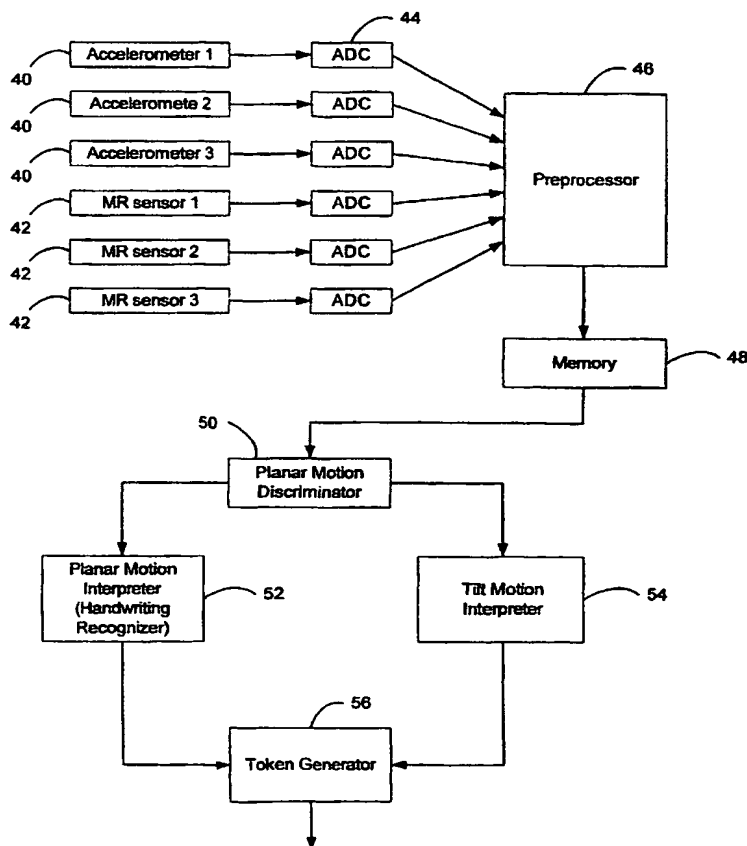 44
Accelerometer 1
ADC
46
40
Acceleromete 2
ADC
40
Accelerometer 3
ADC
Preprocessor
40
MR sensor 1
ADC
42
MR sensor 2
ADC
42
MR sensor 3
ADC
42
Memory
48
50
Planar Motion
Discriminator
Planar Motion
Interpreter
(Handwriting
Recognizer)
52
Tilt Motion
Interpreter
54
56
Token Generator